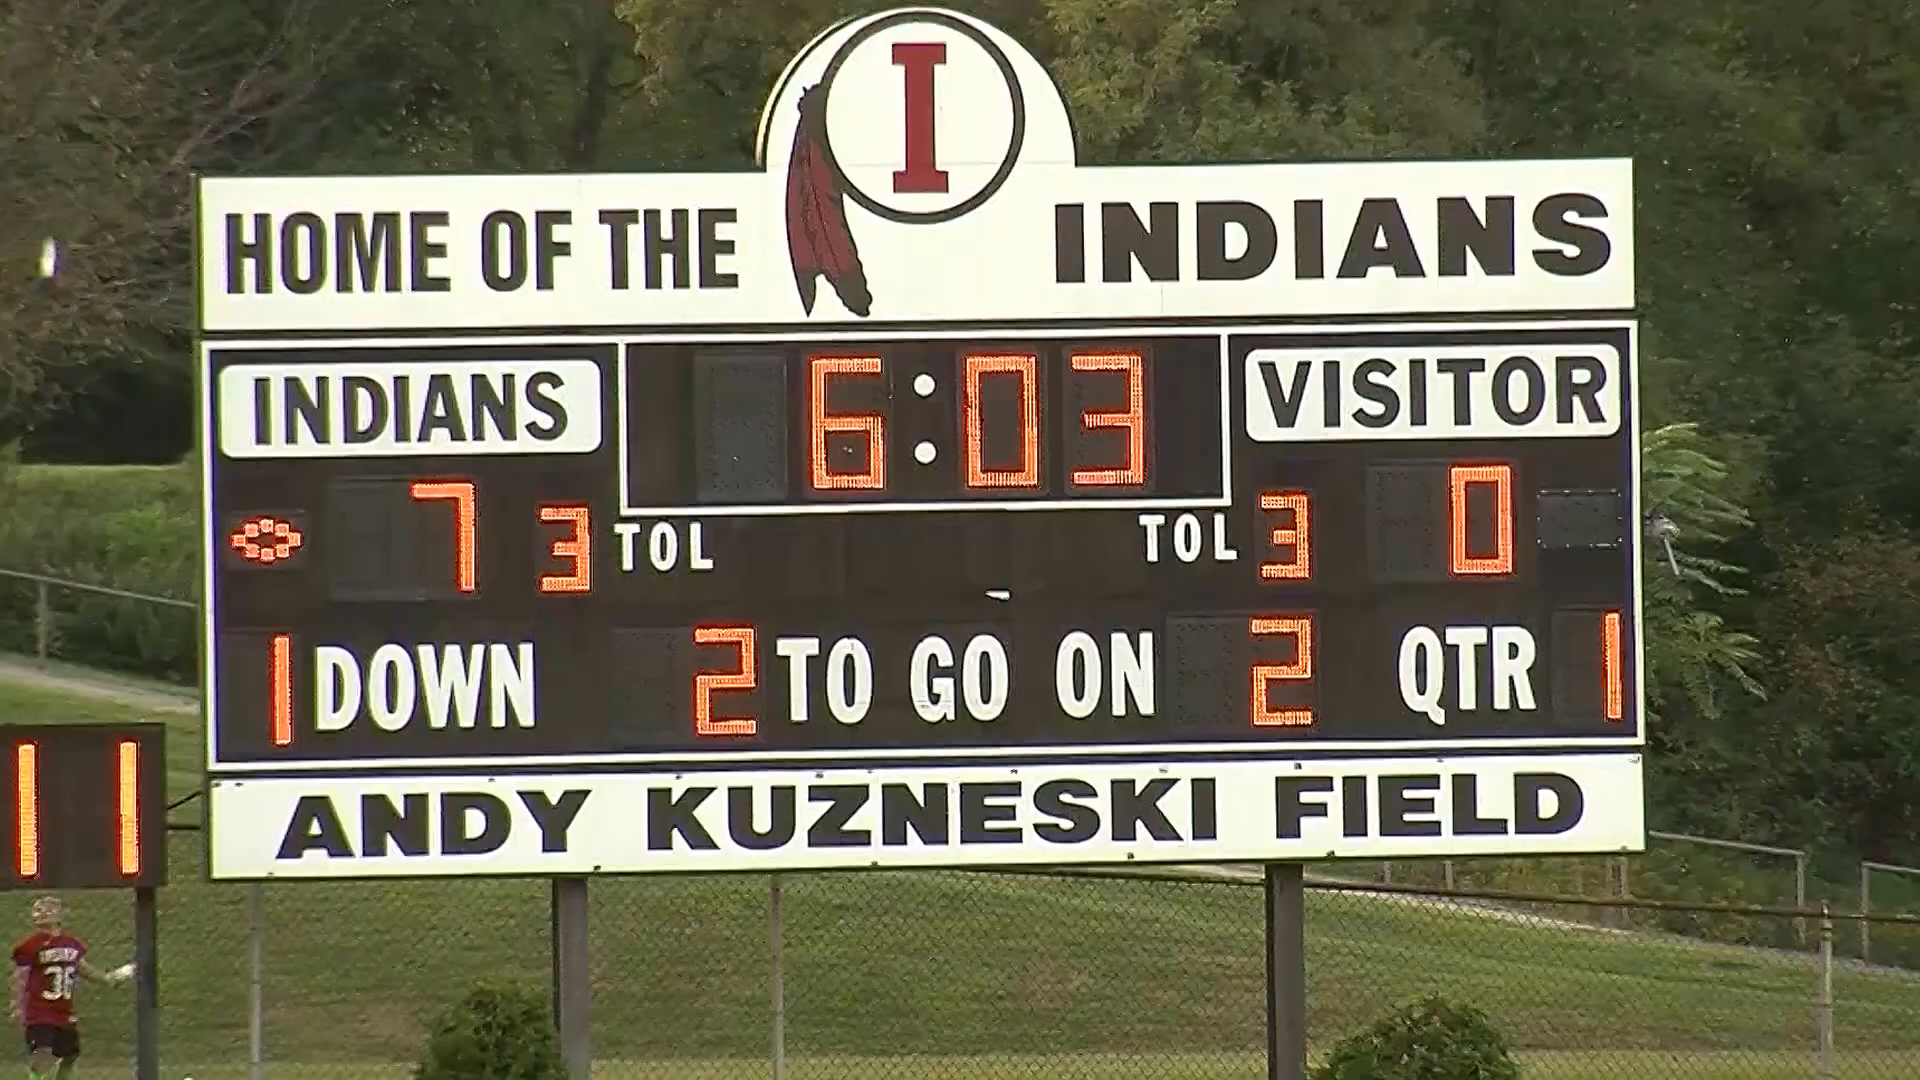 I
HOME OF THE INDIANS
INDIANS 6:03 VISITOR
7 3 TOL TOL 3 0
1 DOWN 2 TO GO ON 2 QTR 1
11
ANDY KUZNESKI FIELD
36